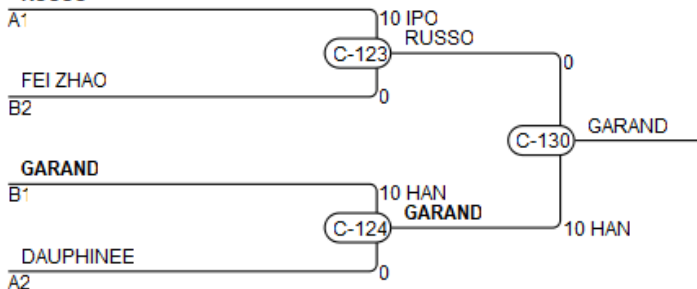 A1
10 IPO
RUSSO
C-123
0
FEI ZHAO
0
B2
GARAND
C-130
GARAND
B1
10 HAN
GARAND
10 HAN
C-124
DAUPHINEE
0
A2